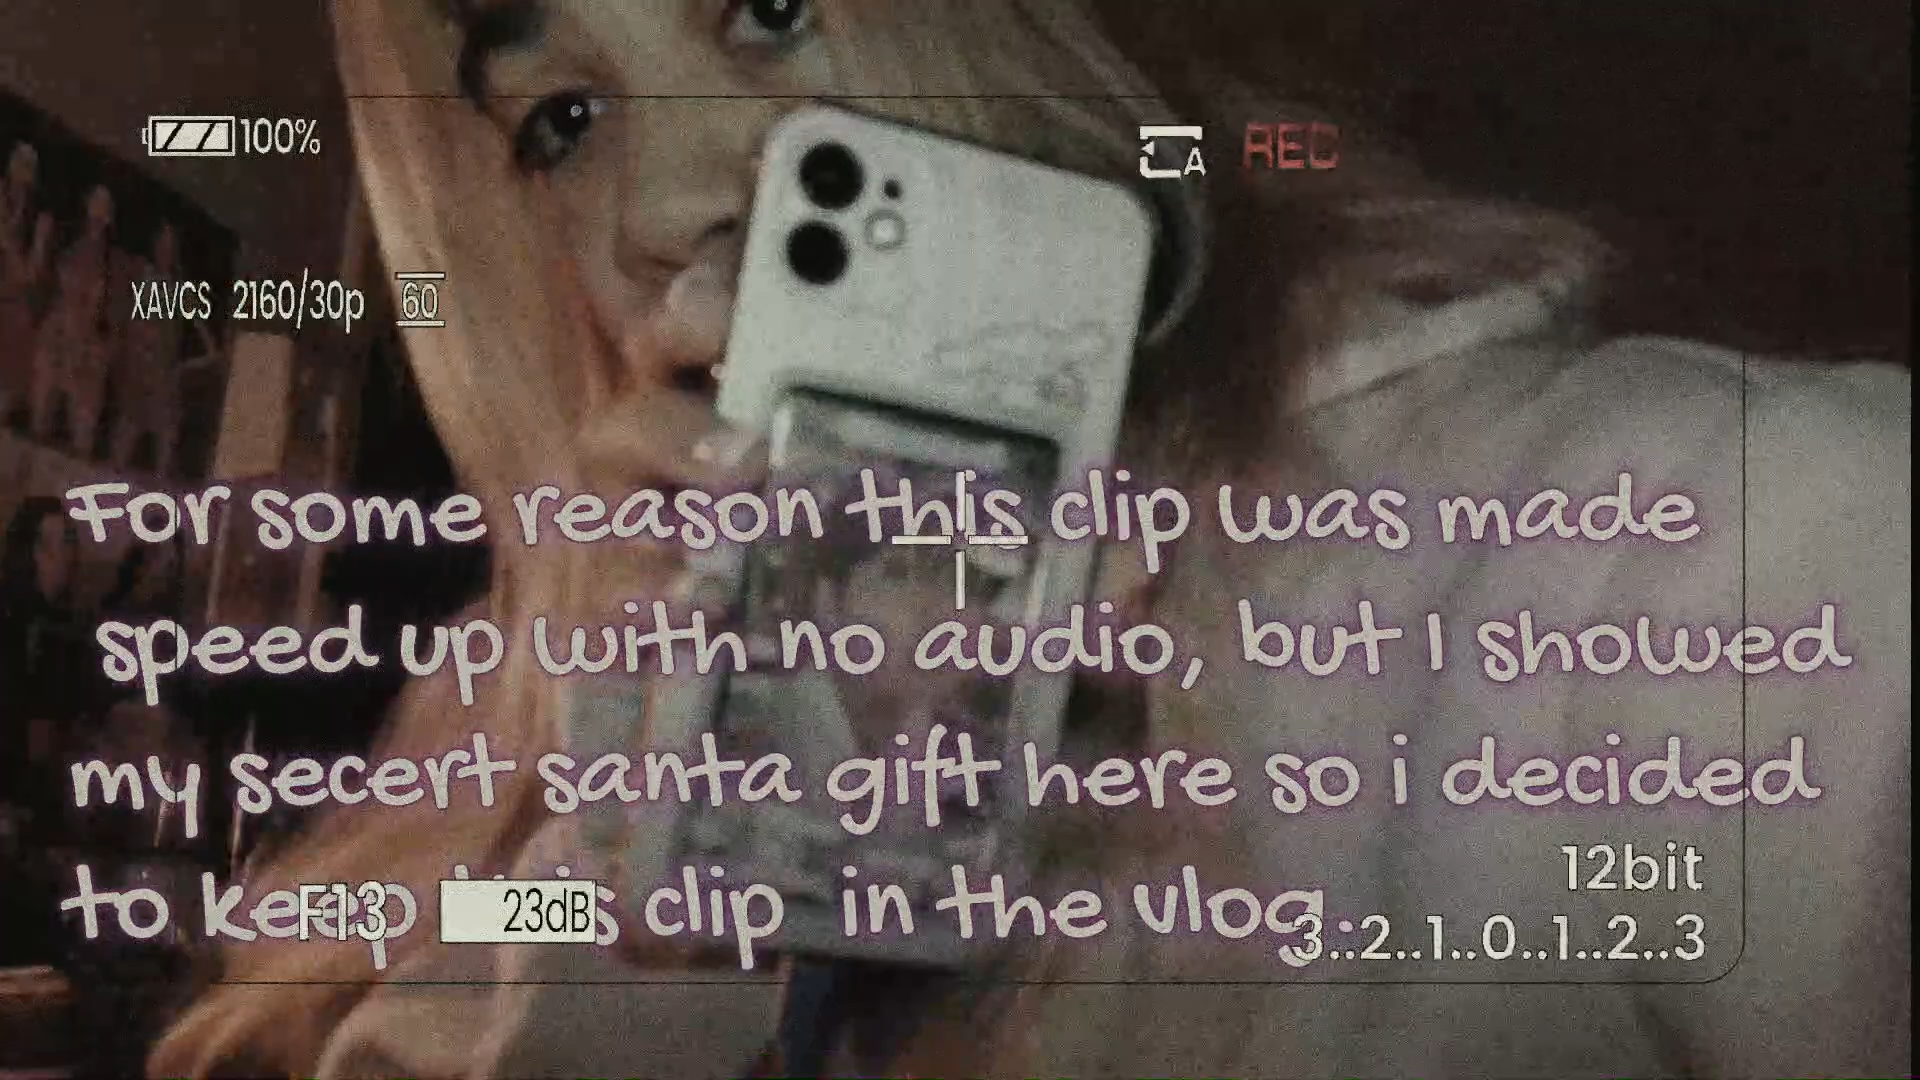 100%
A REC
XAVCS 2160/30p 60
For some reason this clip was made
speed up with no audio, but I showed
my secert santa gift here so i decided
to keep this clip in the vlog.
12bit
F13 23dB
3..2..1..0..1..2..3